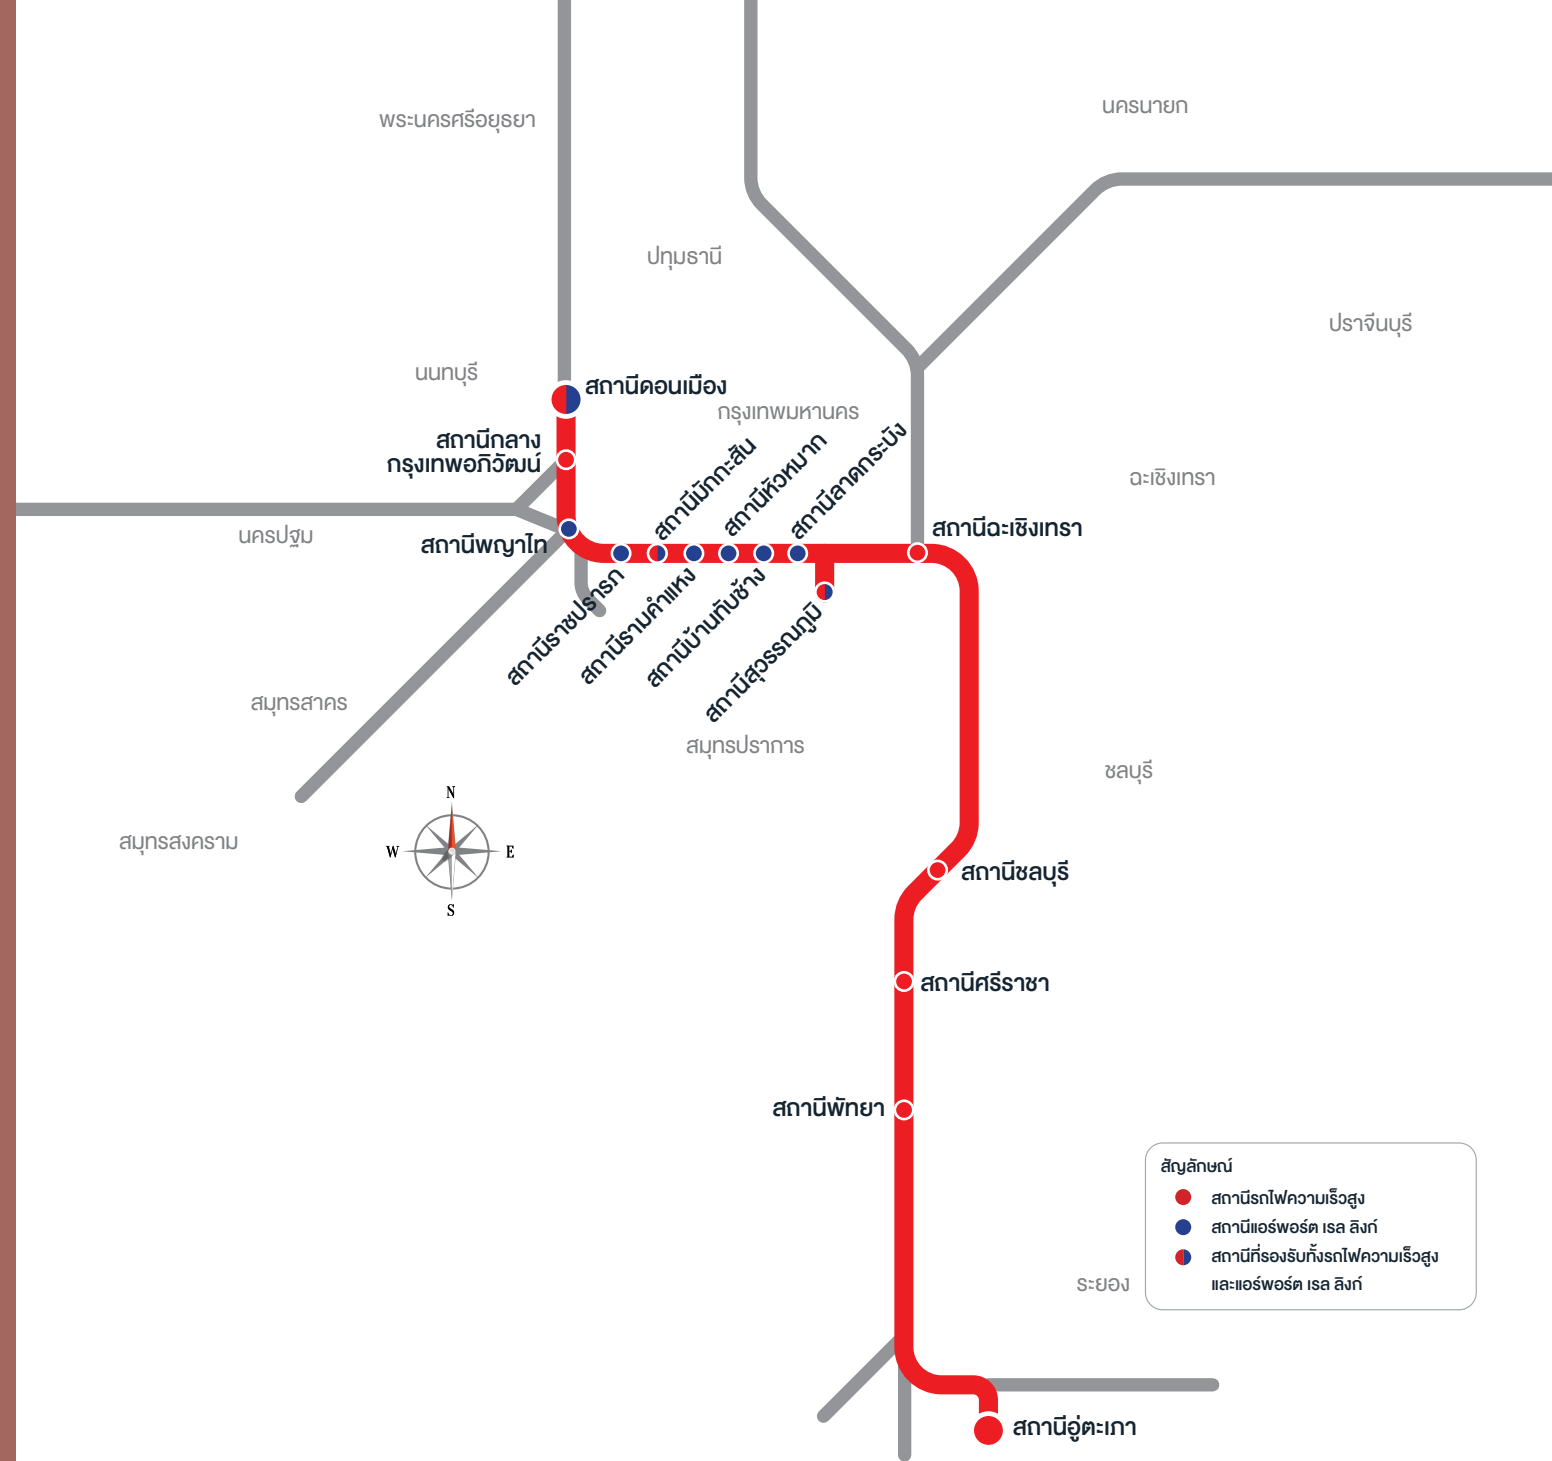 นครนายก
พระนครศรีอยุธยา
ปทุมธานี
ปราจีนบุรี
นนทบุรี
สถานีดอนเมือง
กรุงเทพมหานคร
สถานีกลาง
กรุงเทพอภิวัฒน์
สถานีมักกะสัน
สถานีหัวหมาก
สถานีลาดกระบัง
ฉะเชิงเทรา
สถานีฉะเชิงเทรา
นครปฐม
สถานีพญาไท
สถานีราชปรารภ
สถานีรามคำแหง
สถานีบ้านทับช้าง
สถานีสุวรรณภูมิ
สมุทรสาคร
สมุทรปราการ
ชลบุรี
N
สมุทรสงคราม
W
E
S
สถานีชลบุรี
สถานีศรีราชา
สถานีพัทยา
สัญลักษณ์
สถานีรถไฟความเร็วสูง
สถานีแอร์พอร์ต เรล ลิงก์
สถานีที่รองรับทั้งรถไฟความเร็วสูง
และแอร์พอร์ต เรล ลิงก์
ระยอง
สถานีอู่ตะเภา